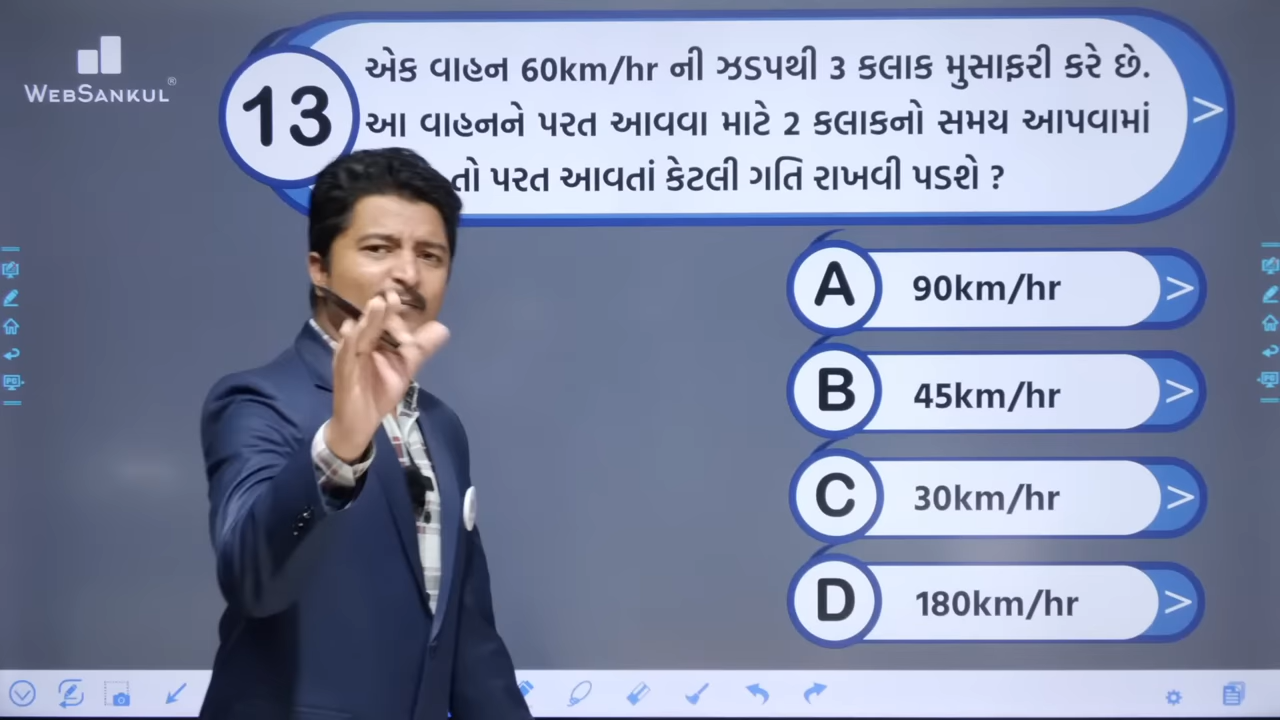 WEBSANKUL®
13
એક વાહન 60km/hr ની ઝડપથી 3 કલાક મુસાફરી કરે છે.
આ વાહનને પરત આવવા માટે 2 કલાકનો સમય આપવામાં
તો પરત આવતાં કેટલી ગતિ રાખવી પડશે ?
A 90km/hr
B 45km/hr
C 30km/hr
D 180km/hr